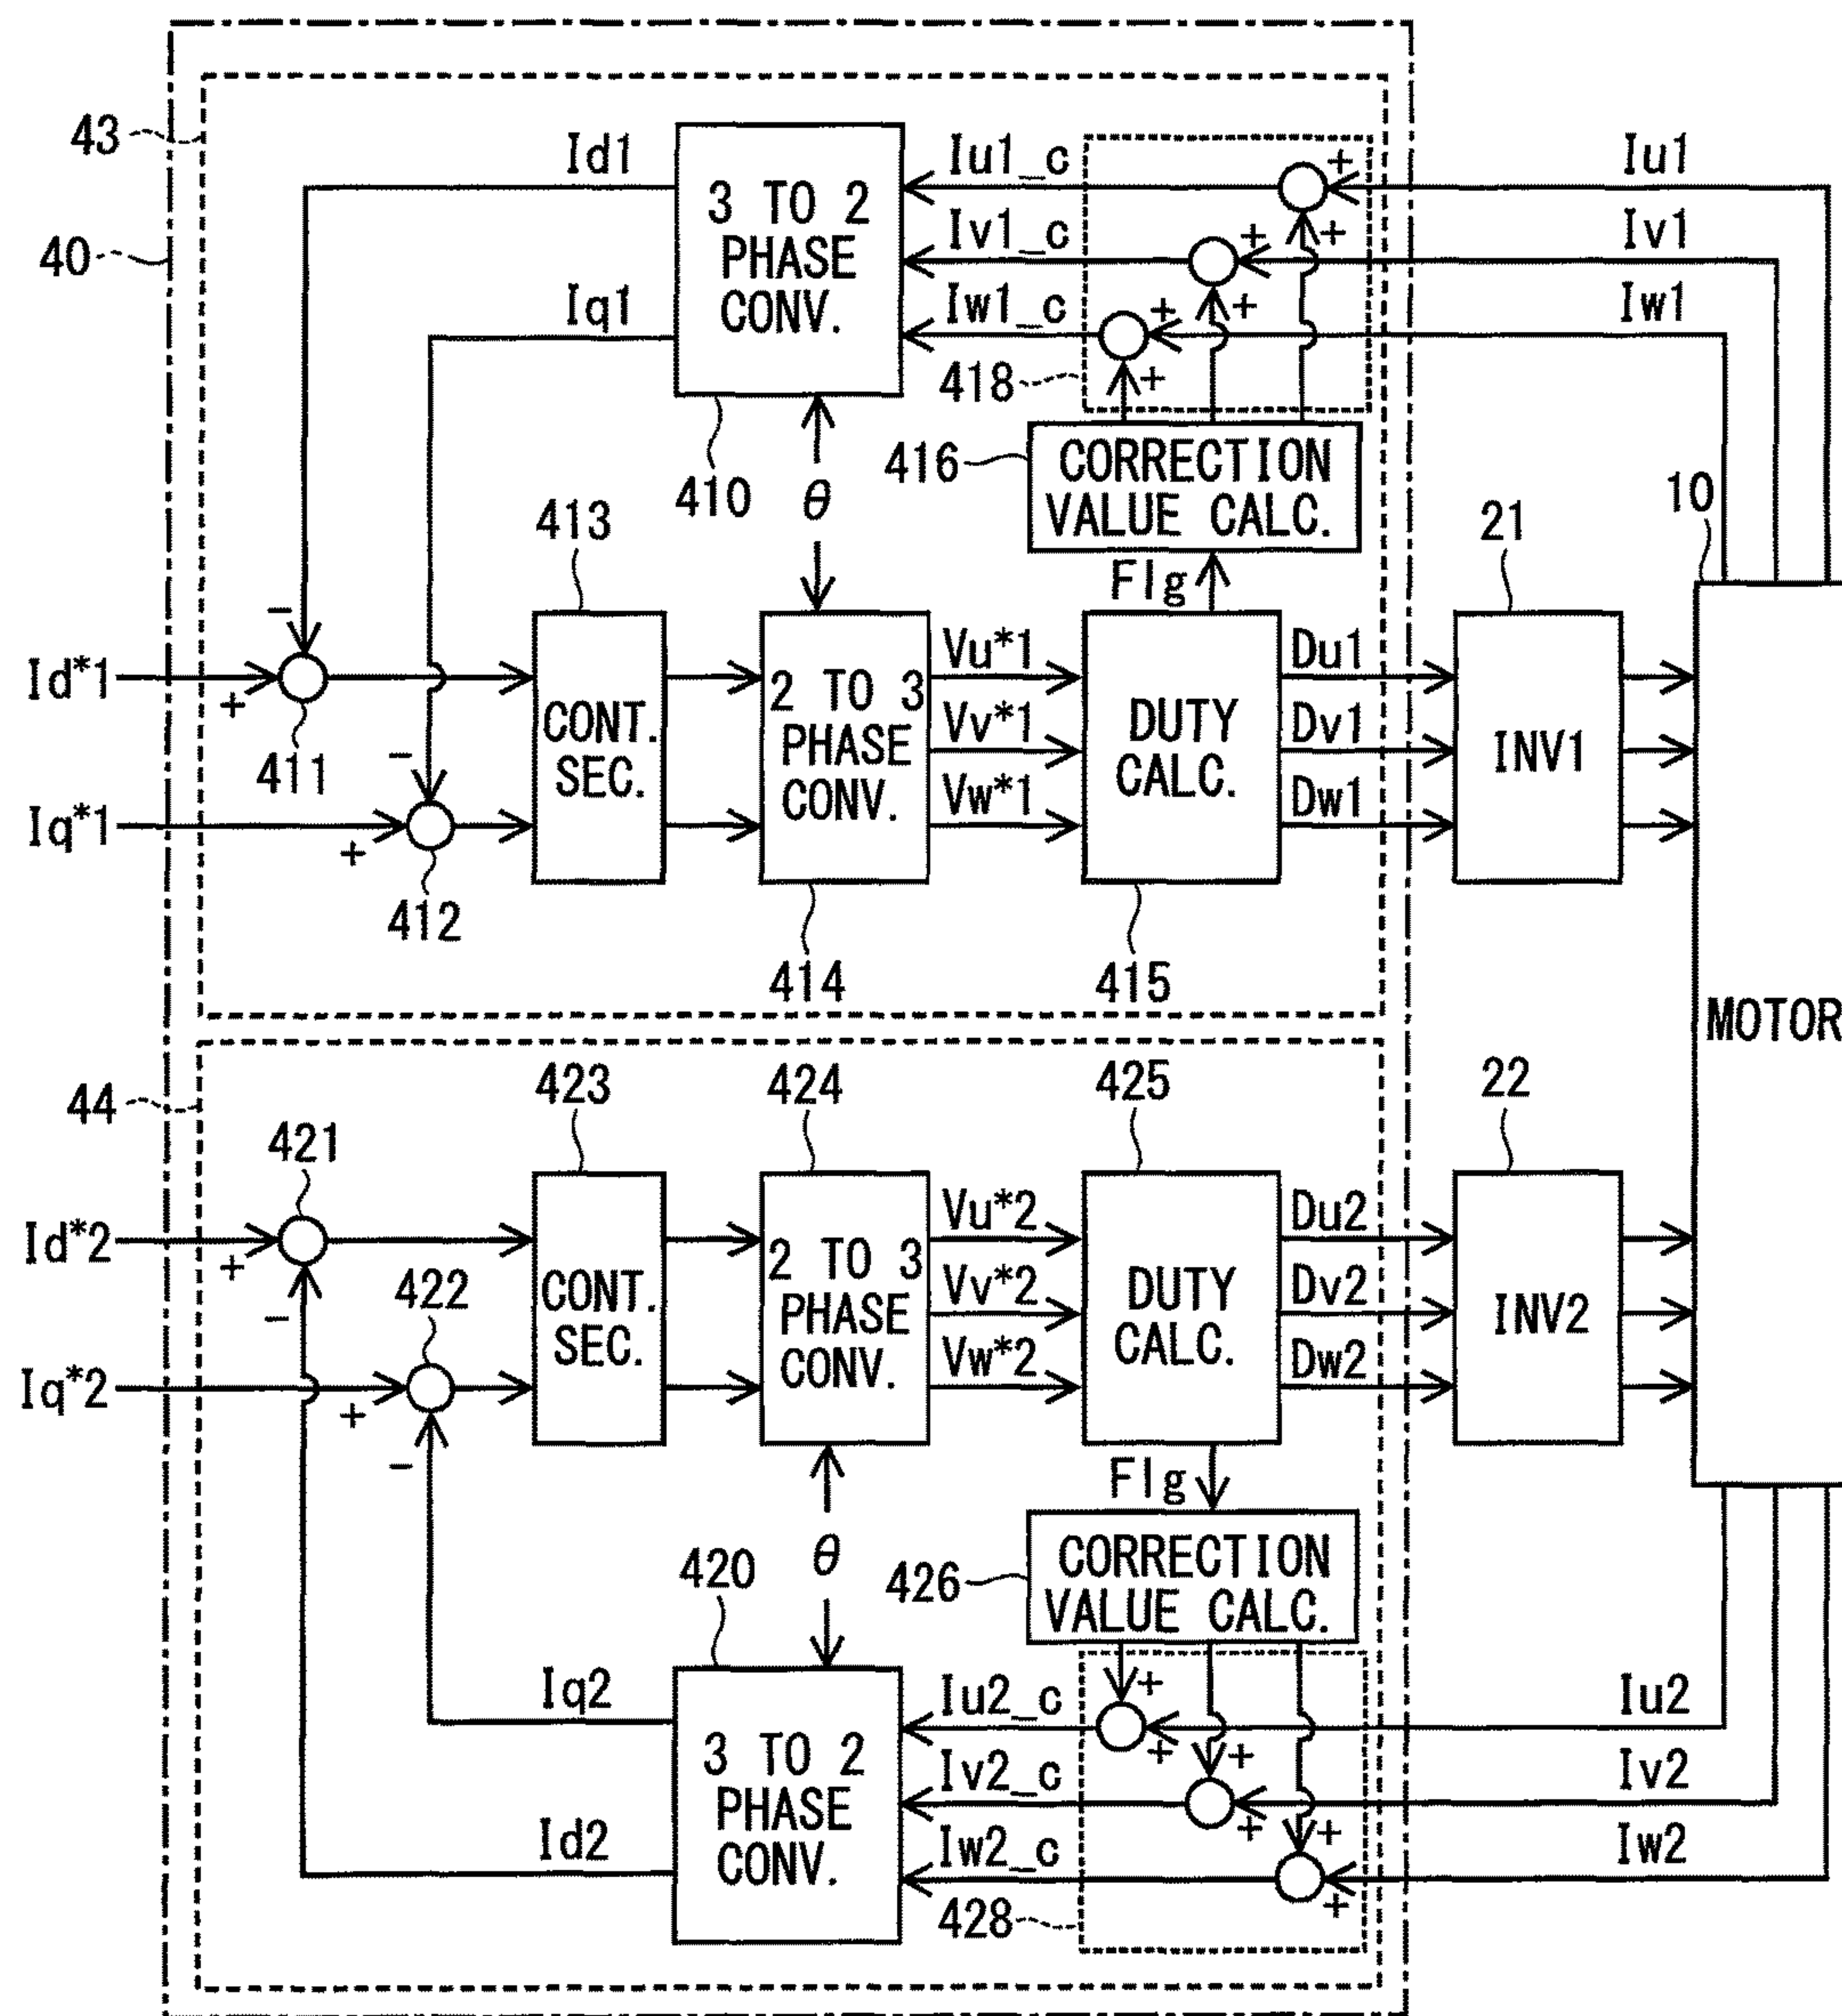 43
Id1
3 TO 2
PHASE
CONV.
Iu1_c
+
Iu1
+
40
Iv1_c
+
Iv1
Iq1
+
Iw1_c
+
Iw1
418
+
410
θ
416
CORRECTION
VALUE CALC.
10
413
21
Flg
−
Id*1
+
411
−
CONT.
SEC.
2 TO 3
PHASE
CONV.
Vu*1
Vv*1
Vw*1
DUTY
CALC.
Du1
Dv1
Dw1
INV1
Iq*1
+
412
414
415
MOTOR
44
421
423
424
425
22
Id*2
+
−
422
CONT.
SEC.
2 TO 3
PHASE
CONV.
Vu*2
Vv*2
Vw*2
DUTY
CALC.
Du2
Dv2
Dw2
INV2
Iq*2
+
−
Flg
θ
420
426
CORRECTION
VALUE CALC.
Iq2
3 TO 2
PHASE
CONV.
Iu2_c
+
+
Iu2
Iv2_c
+
+
Iv2
Id2
Iw2_c
+
+
Iw2
428